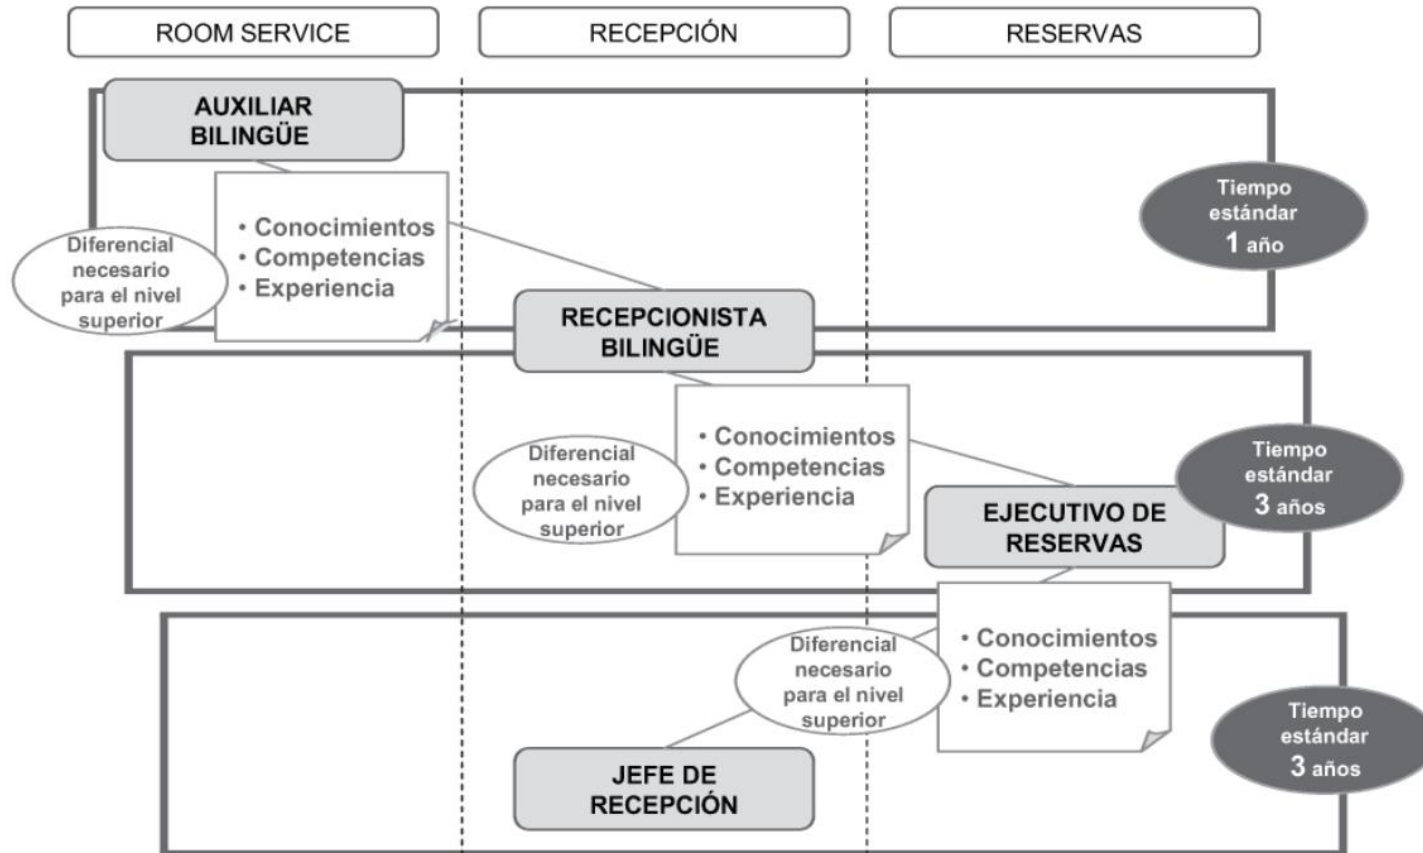 ROOM SERVICE
RECEPCIÓN
RESERVAS
AUXILIAR
BILINGÜE
Tiempo
estándar
1 año
• Conocimientos
• Competencias
• Experiencia
Diferencial
necesario
para el nivel
superior
RECEPCIONISTA
BILINGÜE
• Conocimientos
• Competencias
• Experiencia
Diferencial
necesario
para el nivel
superior
Tiempo
estándar
3 años
EJECUTIVO DE
RESERVAS
• Conocimientos
• Competencias
• Experiencia
Diferencial
necesario
para el nivel
superior
Tiempo
estándar
3 años
JEFE DE
RECEPCIÓN